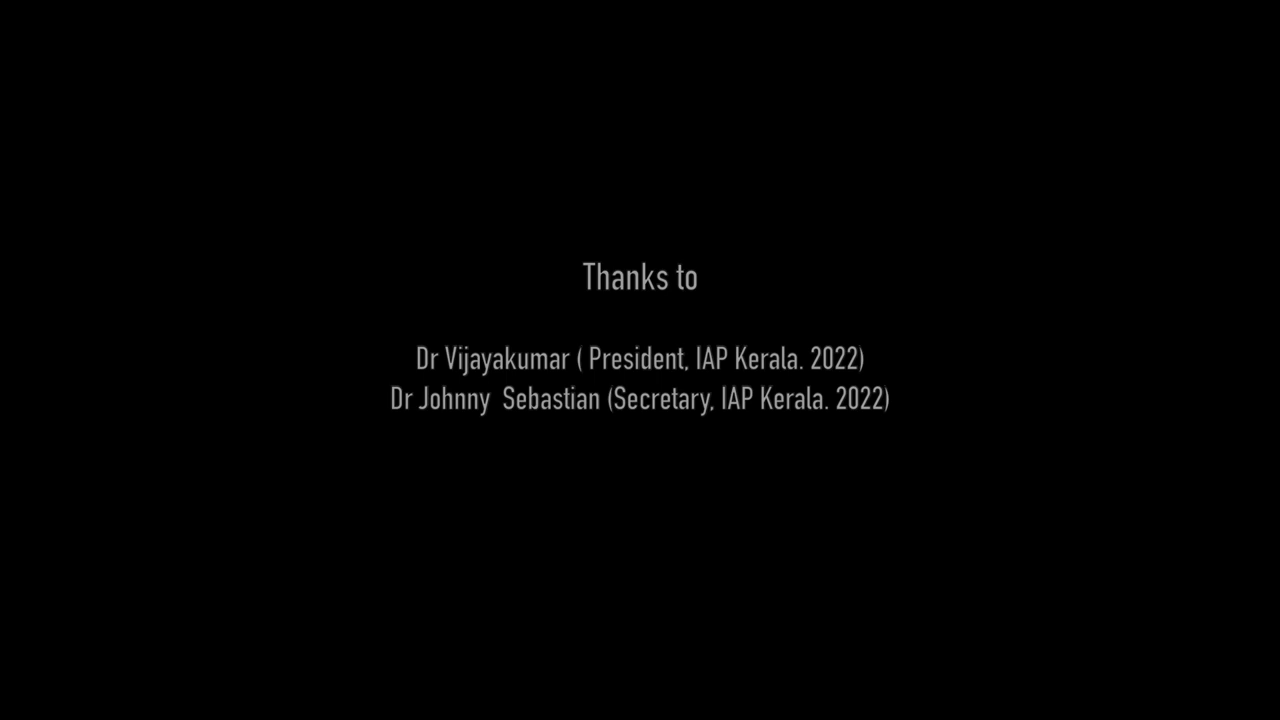 Thanks to
Dr Vijayakumar ( President, IAP Kerala. 2022)
Dr Johnny  Sebastian (Secretary, IAP Kerala. 2022)